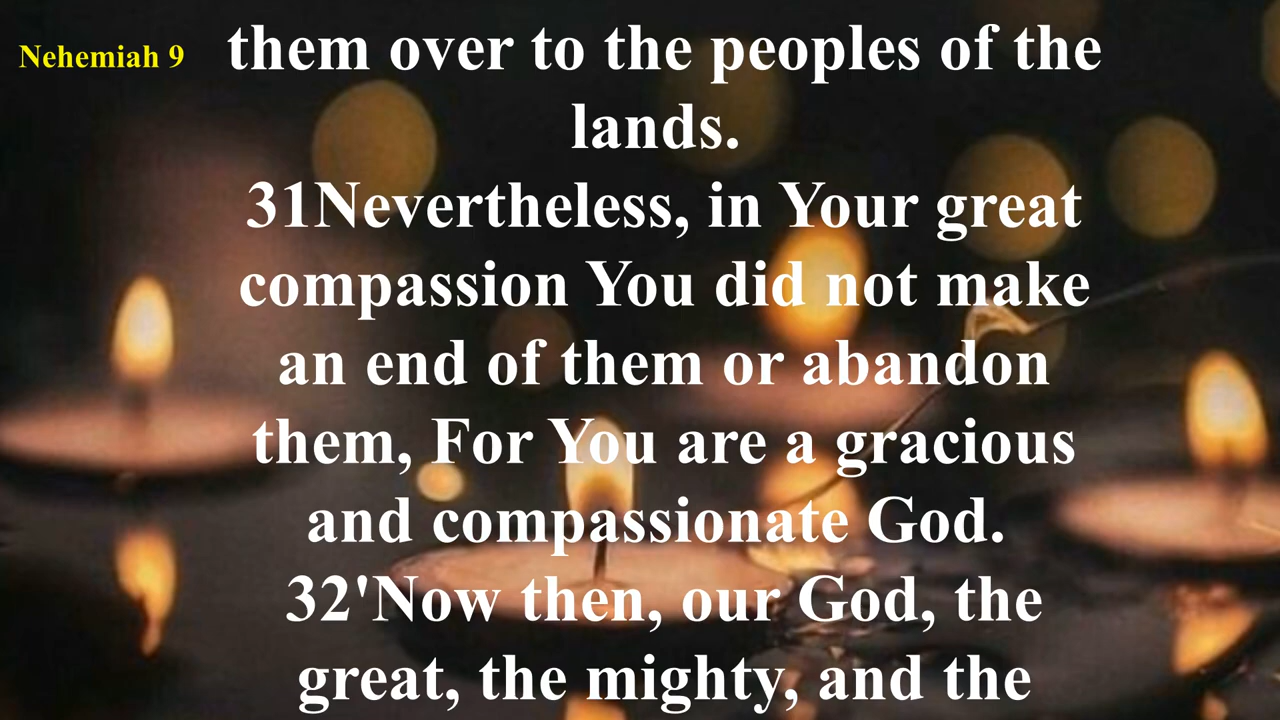 Nehemiah 9
them over to the peoples of the
lands.
31Nevertheless, in Your great
compassion You did not make
an end of them or abandon
them, For You are a gracious
and compassionate God.
32'Now then, our God, the
great, the mighty, and the